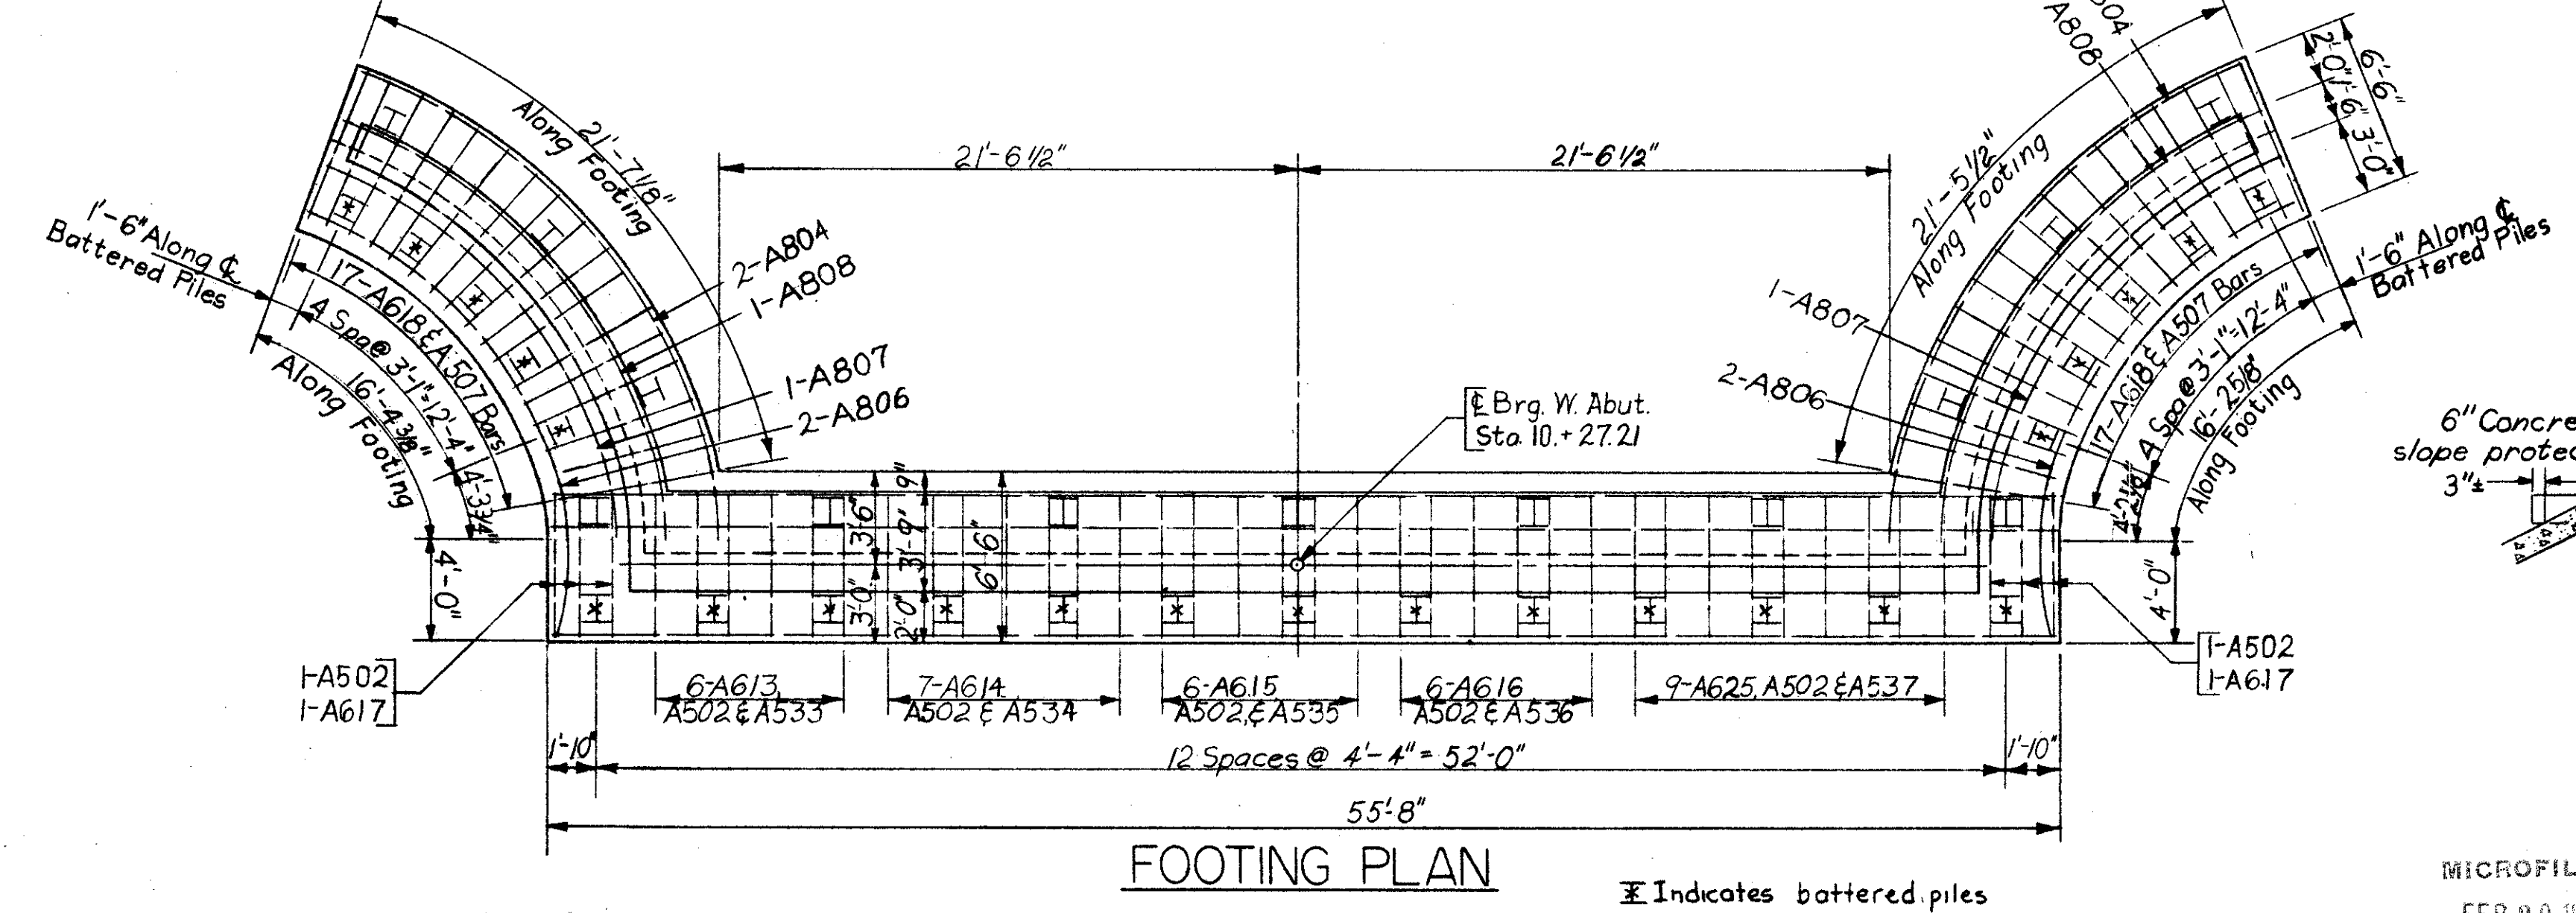 21'-7 1/8"
Along Footing
21'-6 1/2"
21'-6 1/2"
21'-5 1/2"
Along Footing
A808
2'-0"
1'-6"
3'-0"
6'-6"
1'-6" Along ℄
Battered Piles
17-A618 & A507 Bars
4 Spa @ 3'-1"=12'-4"
16'-4 3/8"
Along Footing
4'-3 3/4"
2-A804
1-A808
1-A807
2-A806
1-A807
2-A806
℄ Brg. W. Abut.
Sta. 10.+27.21
1'-6" Along ℄
Battered Piles
17-A618 & A507 Bars
4 Spa @ 3'-1"=12'-4"
16'-2 5/8"
Along Footing
6" Concre
slope protec
3"±
4'-0"
3'-6"
9"
3'-9"
6'-6"
3'-0"
2'-0"
4'-0"
1-A502
1-A617
6-A613,
A502 & A533
7-A614
A502 & A534
6-A615
A502, & A535
6-A616
A502 & A536
9-A625, A502 & A537
1-A502
1-A617
1'-10"
12 Spaces @ 4'-4" = 52'-0"
1'-10"
55'-8"
FOOTING PLAN
Indicates battered piles
MICROFIL